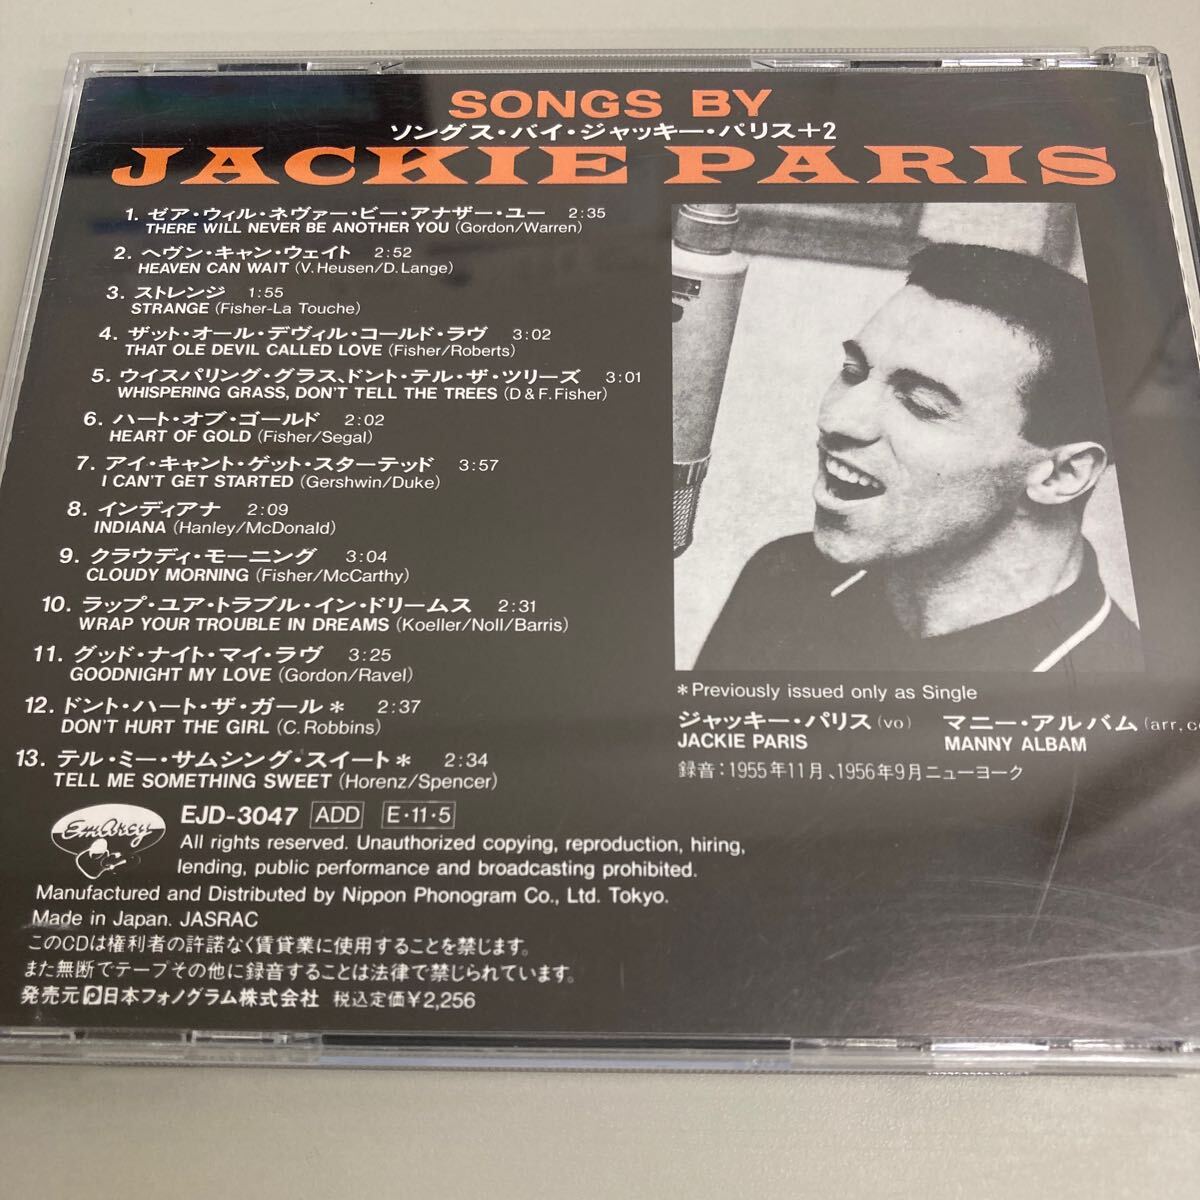 SONGS BY
ソングス・バイ・ジャッキー・パリス+2
JACKIE PARIS
1. ゼア・ウィル・ネヴァー・ビー・アナザー・ユー 2:35
THERE WILL NEVER BE ANOTHER YOU (Gordon/Warren)
2. ヘヴン・キャン・ウェイト 2:52
HEAVEN CAN WAIT (V.Heusen/D.Lange)
3. ストレンジ 1:55
STRANGE (Fisher-La Touche)
4. ザット・オール・デヴィル・コールド・ラヴ 3:02
THAT OLE DEVIL CALLED LOVE (Fisher/Roberts)
5. ウイスパリング・グラス、ドント・テル・ザ・ツリーズ 3:01
WHISPERING GRASS, DON'T TELL THE TREES (D & F. Fisher)
6. ハート・オブ・ゴールド 2:02
HEART OF GOLD (Fisher/Segal)
7. アイ・キャント・ゲット・スターテッド 3:57
I CAN'T GET STARTED (Gershwin/Duke)
8. インディアナ 2:09
INDIANA (Hanley/McDonald)
9. クラウディ・モーニング 3:04
CLOUDY MORNING (Fisher/McCarthy)
10. ラップ・ユア・トラブル・イン・ドリームス 2:31
WRAP YOUR TROUBLE IN DREAMS (Koeller/Noll/Barris)
11. グッド・ナイト・マイ・ラヴ 3:25
GOODNIGHT MY LOVE (Gordon/Ravel)
12. ドント・ハート・ザ・ガール* 2:37
DON'T HURT THE GIRL (C. Robbins)
13. テル・ミー・サムシング・スイート* 2:34
TELL ME SOMETHING SWEET (Horenz/Spencer)
*Previously issued only as Single
ジャッキー・パリス (vo) マニー・アルバム (arr, co
JACKIE PARIS MANNY ALBAM
録音：1955年11月、1956年9月ニューヨーク
EmArcy
EJD-3047 ADD E・11・5
All rights reserved. Unauthorized copying, reproduction, hiring,
lending, public performance and broadcasting prohibited.
Manufactured and Distributed by Nippon Phonogram Co., Ltd. Tokyo.
Made in Japan. JASRAC
このCDは権利者の許諾なく賃貸業に使用することを禁じます。
また無断でテープその他に録音することは法律で禁じられています。
発売元 P 日本フォノグラム株式会社 税込定価¥2,256